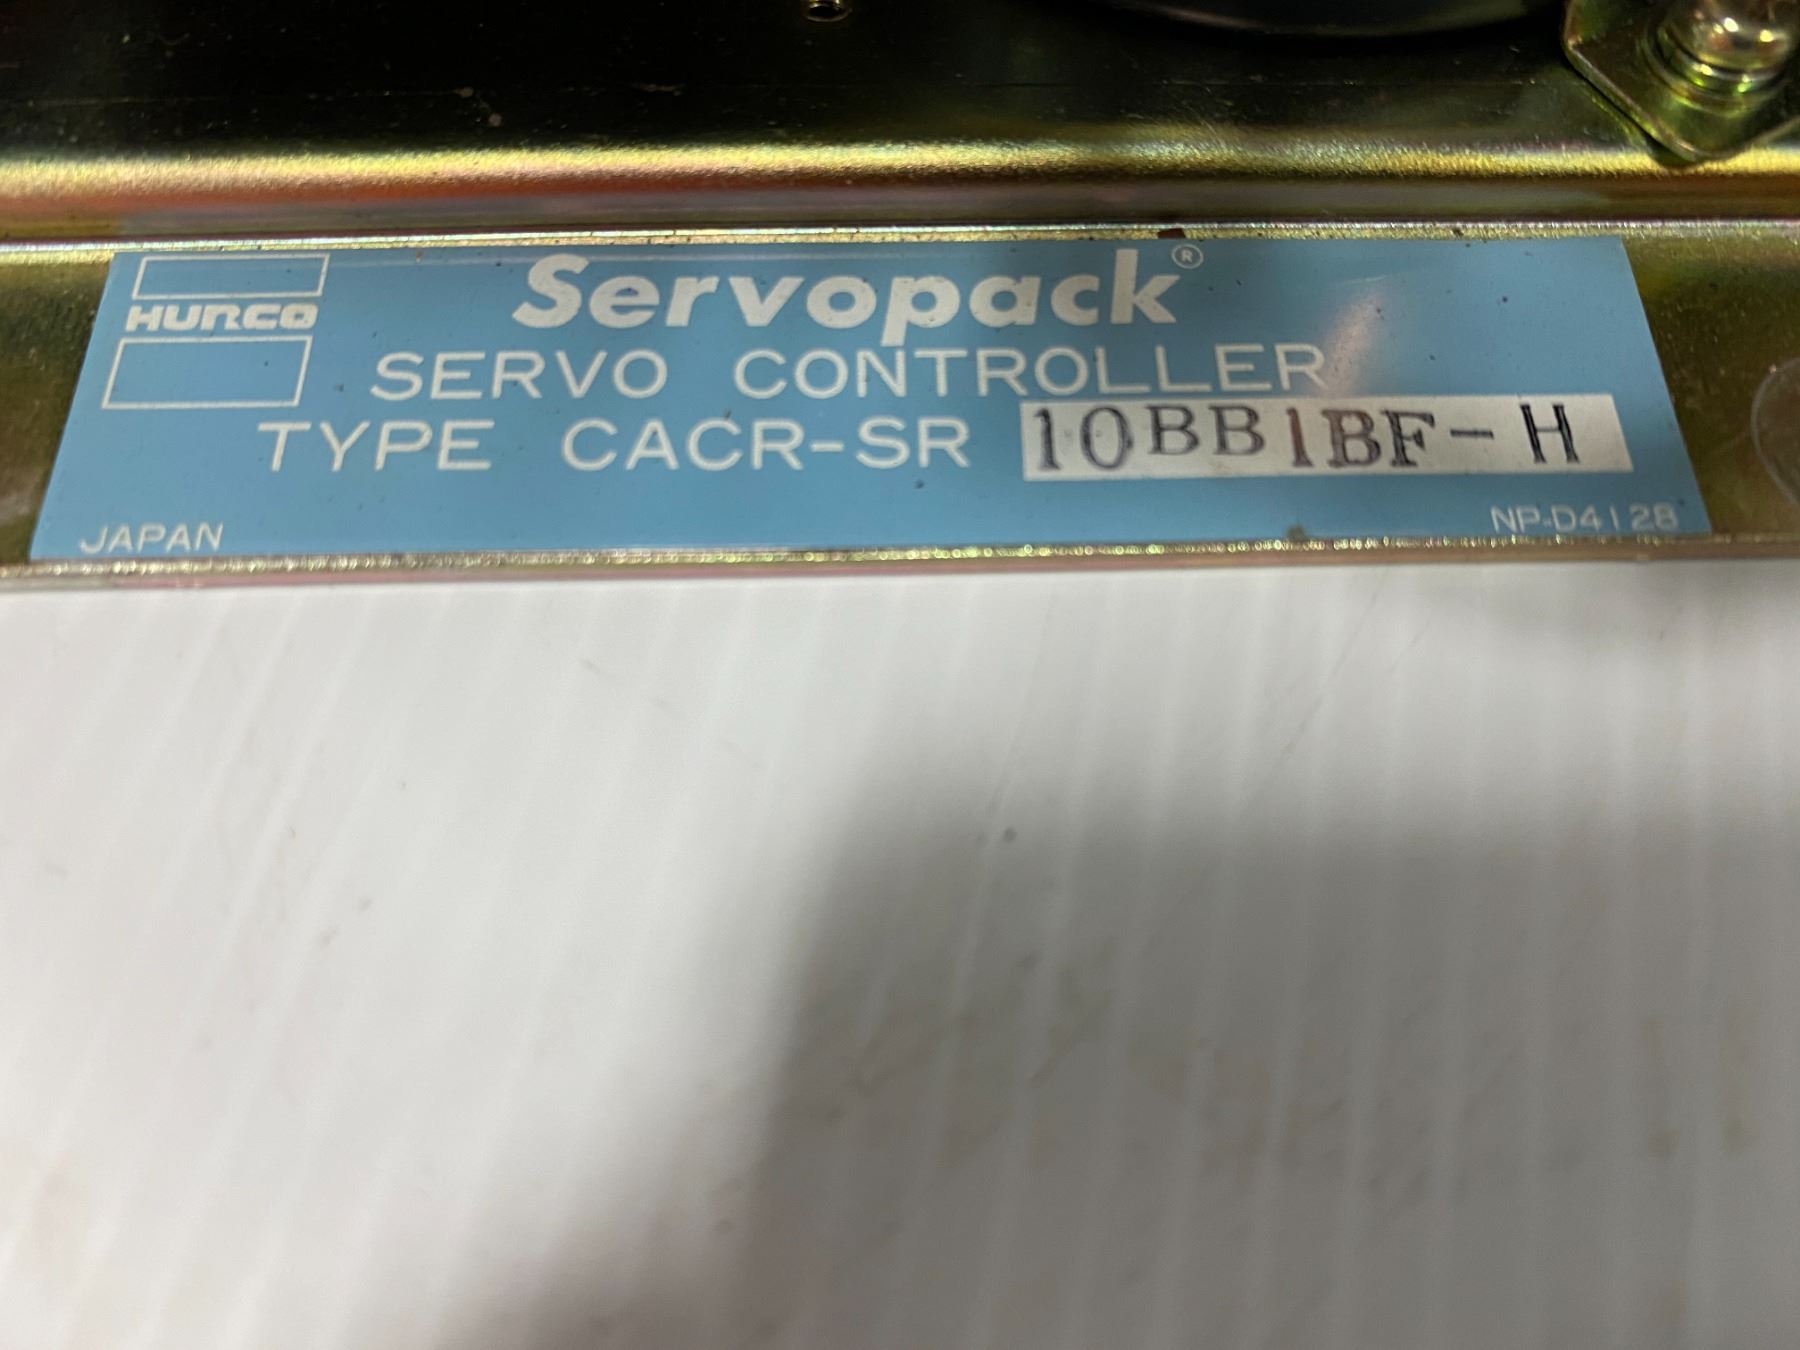 HURCO
Servopack®
SERVO CONTROLLER
TYPE CACR-SR 10BB1BF-H
JAPAN
NP-D4128